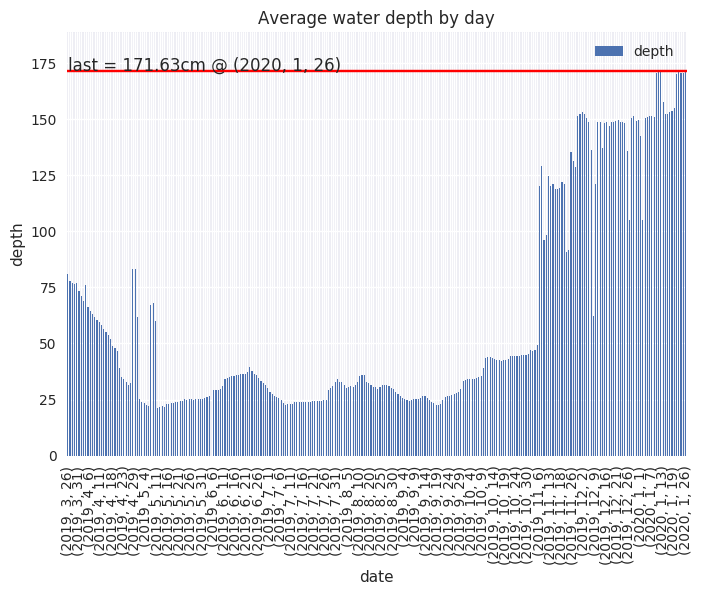 Average water depth by day
depth
last = 171.63cm @ (2020, 1, 26)
175
150
125
100
75
50
25
0
depth
(2019, 3, 26)
(2019, 3, 31)
(2019, 4, 6)
(2019, 4, 11)
(2019, 4, 18)
(2019, 4, 23)
(2019, 4, 29)
(2019, 5, 4)
(2019, 5, 11)
(2019, 5, 16)
(2019, 5, 21)
(2019, 5, 26)
(2019, 5, 31)
(2019, 6, 6)
(2019, 6, 11)
(2019, 6, 16)
(2019, 6, 21)
(2019, 6, 26)
(2019, 7, 1)
(2019, 7, 6)
(2019, 7, 11)
(2019, 7, 16)
(2019, 7, 21)
(2019, 7, 26)
(2019, 7, 31)
(2019, 8, 5)
(2019, 8, 10)
(2019, 8, 20)
(2019, 8, 25)
(2019, 8, 30)
(2019, 9, 4)
(2019, 9, 9)
(2019, 9, 14)
(2019, 9, 19)
(2019, 9, 24)
(2019, 9, 29)
(2019, 10, 4)
(2019, 10, 9)
(2019, 10, 14)
(2019, 10, 19)
(2019, 10, 24)
(2019, 10, 30)
(2019, 11, 6)
(2019, 11, 13)
(2019, 11, 18)
(2019, 11, 26)
(2019, 12, 2)
(2019, 12, 9)
(2019, 12, 16)
(2019, 12, 21)
(2019, 12, 26)
(2020, 1, 1)
(2020, 1, 7)
(2020, 1, 13)
(2020, 1, 19)
(2020, 1, 26)
date